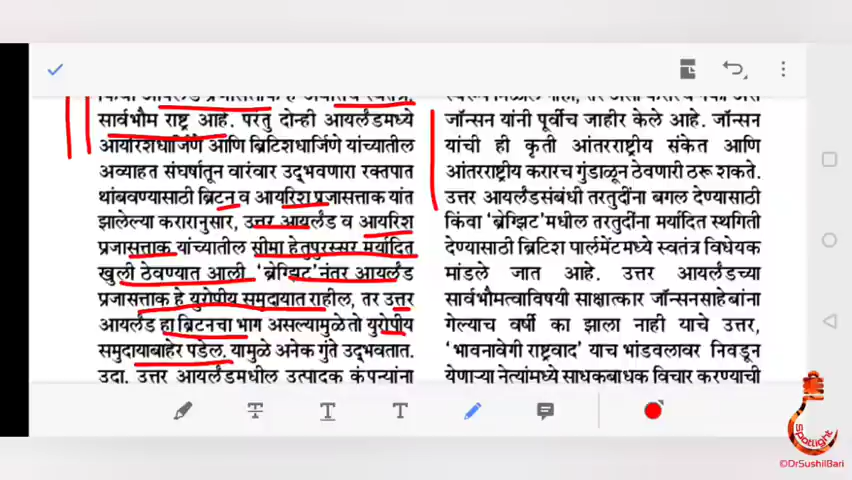 सार्वभौम राष्ट्र आहे. परंतु दोन्ही आयर्लंडमध्ये
आयरिशधार्जिणे आणि ब्रिटिशधार्जिणे यांच्यातील
अव्याहत संघर्षातून वारंवार उद्‌भवणारा रक्तपात
थांबवण्यासाठी ब्रिटन व आयरिश प्रजासत्ताक यांत
झालेल्या करारानुसार, उत्तर आयर्लंड व आयरिश
प्रजासत्ताक यांच्यातील सीमा हेतुपुरस्सर मर्यादित
खुली ठेवण्यात आली. ‘ब्रेग्झिट’नंतर आयर्लंड
प्रजासत्ताक हे युरोपीय समुदायात राहील, तर उत्तर
आयर्लंड हा ब्रिटनचा भाग असल्यामुळे तो युरोपीय
समुदायाबाहेर पडेल. यामुळे अनेक गुंते उद्‌भवतात.
उदा. उत्तर आयर्लंडमधील उत्पादक कंपन्यांना
जॉन्सन यांनी पूर्वीच जाहीर केले आहे. जॉन्सन
यांची ही कृती आंतरराष्ट्रीय संकेत आणि
आंतरराष्ट्रीय करारच गुंडाळून ठेवणारी ठरू शकते.
उत्तर आयर्लंडसंबंधी तरतुदींना बगल देण्यासाठी
किंवा ‘ब्रेग्झिट’मधील तरतुदींना मर्यादित स्थगिती
देण्यासाठी ब्रिटिश पार्लमेंटमध्ये स्वतंत्र विधेयक
मांडले जात आहे. उत्तर आयर्लंडच्या
सार्वभौमत्वाविषयी साक्षात्कार जॉन्सनसाहेबांना
गेल्याच वर्षी का झाला नाही याचे उत्तर,
‘भावनावेगी राष्ट्रवाद’ याच भांडवलावर निवडून
येणाऱ्या नेत्यांमध्ये साधकबाधक विचार करण्याची
T T T
Spotlight
©DrSushilBari